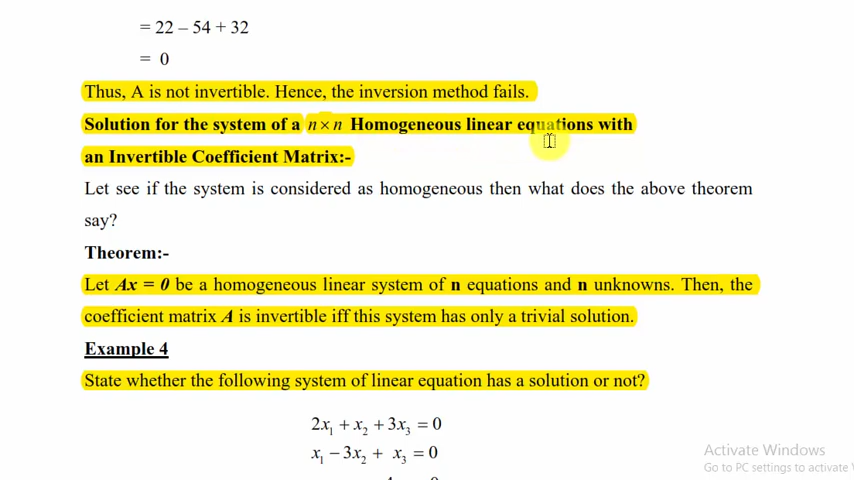 = 22 – 54 + 32
= 0
Thus, A is not invertible. Hence, the inversion method fails.
Solution for the system of a n × n Homogeneous linear equations with
an Invertible Coefficient Matrix:-
Let see if the system is considered as homogeneous then what does the above theorem
say?
Theorem:-
Let Ax = 0 be a homogeneous linear system of n equations and n unknowns. Then, the
coefficient matrix A is invertible iff this system has only a trivial solution.
Example 4
State whether the following system of linear equation has a solution or not?
2x₁ + x₂ + 3x₃ = 0
x₁ – 3x₂ + x₃ = 0
Activate Windows
Go to PC settings to activate